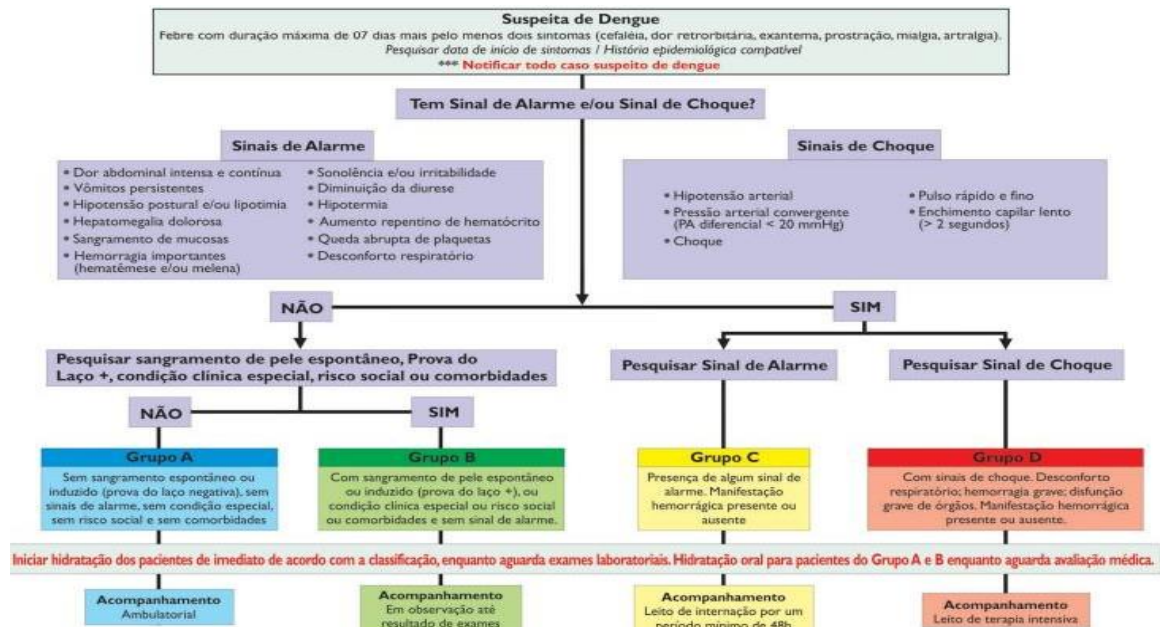 Suspeita de Dengue
Febre com duração máxima de 07 dias mais pelo menos dois sintomas (cefaléia, dor retrorbitária, exantema, prostração, mialgia, artralgia).
Pesquisar data de início de sintomas / História epidemiológica compatível
*** Notificar todo caso suspeito de dengue
Tem Sinal de Alarme e/ou Sinal de Choque?
Sinais de Alarme
• Dor abdominal intensa e contínua
• Vômitos persistentes
• Hipotensão postural e/ou lipotimia
• Hepatomegalia dolorosa
• Sangramento de mucosas
• Hemorragia importantes
(hematêmese e/ou melena)
• Sonolência e/ou irritabilidade
• Diminuição da diurese
• Hipotermia
• Aumento repentino de hematócrito
• Queda abrupta de plaquetas
• Desconforto respiratório
Sinais de Choque
• Hipotensão arterial
• Pressão arterial convergente
(PA diferencial < 20 mmHg)
• Choque
• Pulso rápido e fino
• Enchimento capilar lento
(> 2 segundos)
NÃO
SIM
Pesquisar sangramento de pele espontâneo, Prova do
Laço +, condição clínica especial, risco social ou comorbidades
Pesquisar Sinal de Alarme
Pesquisar Sinal de Choque
NÃO
SIM
Grupo A
Sem sangramento espontâneo ou
induzido (prova do laço negativa), sem
sinais de alarme, sem condição especial,
sem risco social e sem comorbidades
Grupo B
Com sangramento de pele espontâneo
ou induzido (prova do laço +), ou
condição clínica especial ou risco social
ou comorbidades e sem sinal de alarme.
Grupo C
Presença de algum sinal de
alarme. Manifestação
hemorrágica presente ou
ausente
Grupo D
Com sinais de choque. Desconforto
respiratório; hemorragia grave; disfunção
grave de órgãos. Manifestação hemorrágica
presente ou ausente.
Iniciar hidratação dos pacientes de imediato de acordo com a classificação, enquanto aguarda exames laboratoriais. Hidratação oral para pacientes do Grupo A e B enquanto aguarda avaliação médica.
Acompanhamento
Ambulatorial
Acompanhamento
Em observação até
resultado de exames
Acompanhamento
Leito de internação por um
período mínimo de 48h
Acompanhamento
Leito de terapia intensiva